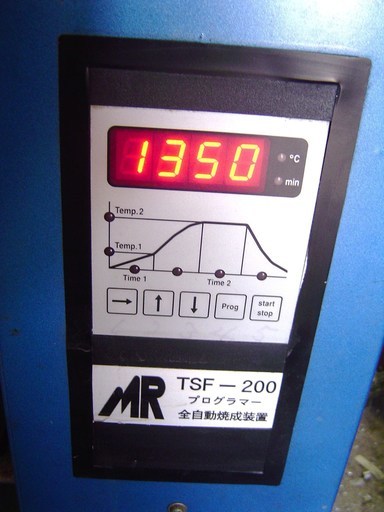 1350
°C
min
Temp.2
Temp.1
Time 1
Time 2
→ ↑ ↓ Prog start stop
MR
TSF-200
プログラマー
全自動焼成装置